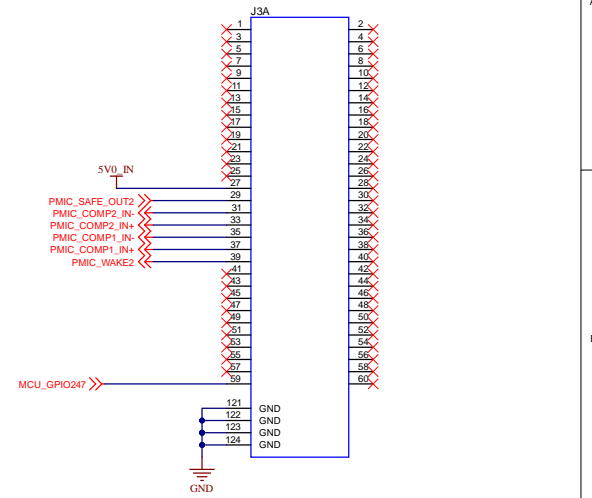 J3A
1 2
3 4
5 6
7 8
9 10
11 12
13 14
15 16
17 18
19 20
21 22
23 24
5V0_IN
25 26
27 28
PMIC_SAFE_OUT2 29 30
PMIC_COMP2_IN- 31 32
PMIC_COMP2_IN+ 33 34
PMIC_COMP1_IN- 35 36
PMIC_COMP1_IN+ 37 38
PMIC_WAKE2 39 40
41 42
43 44
45 46
47 48
49 50
51 52
53 54
55 56
57 58
MCU_GPIO247 59 60
121 GND
122 GND
123 GND
124 GND
GND